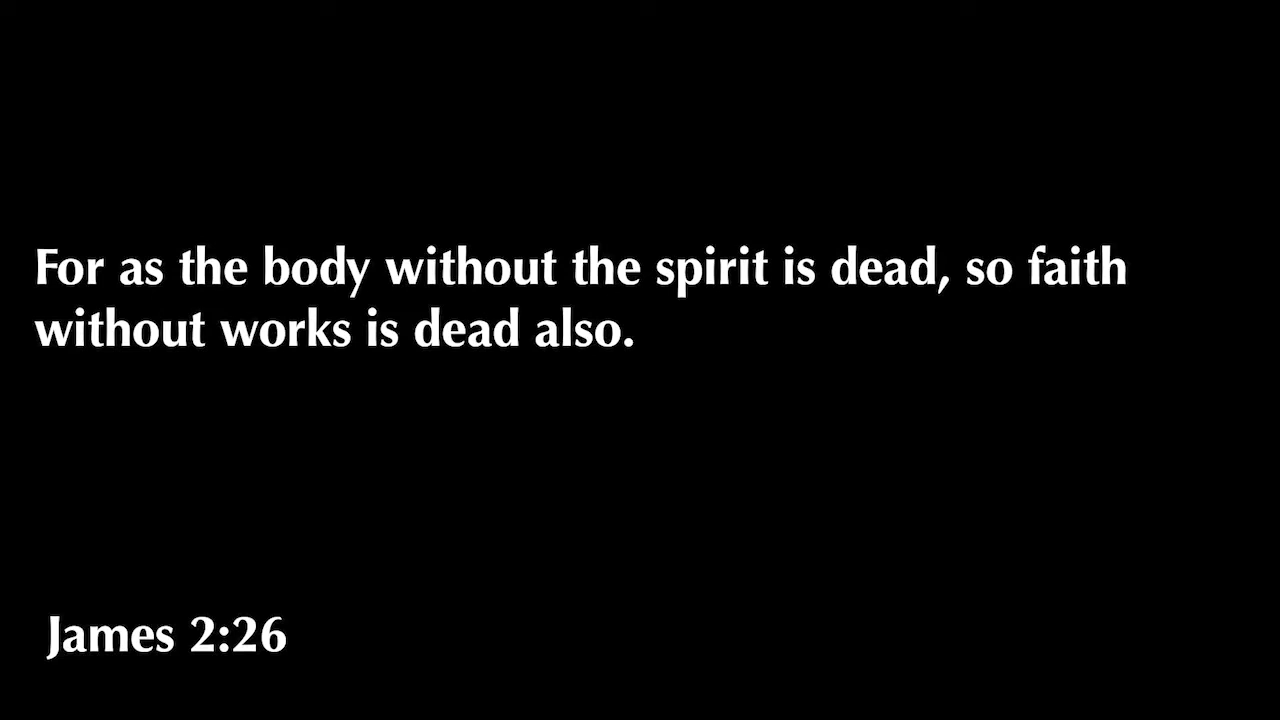 For as the body without the spirit is dead, so faith
without works is dead also.
James 2:26